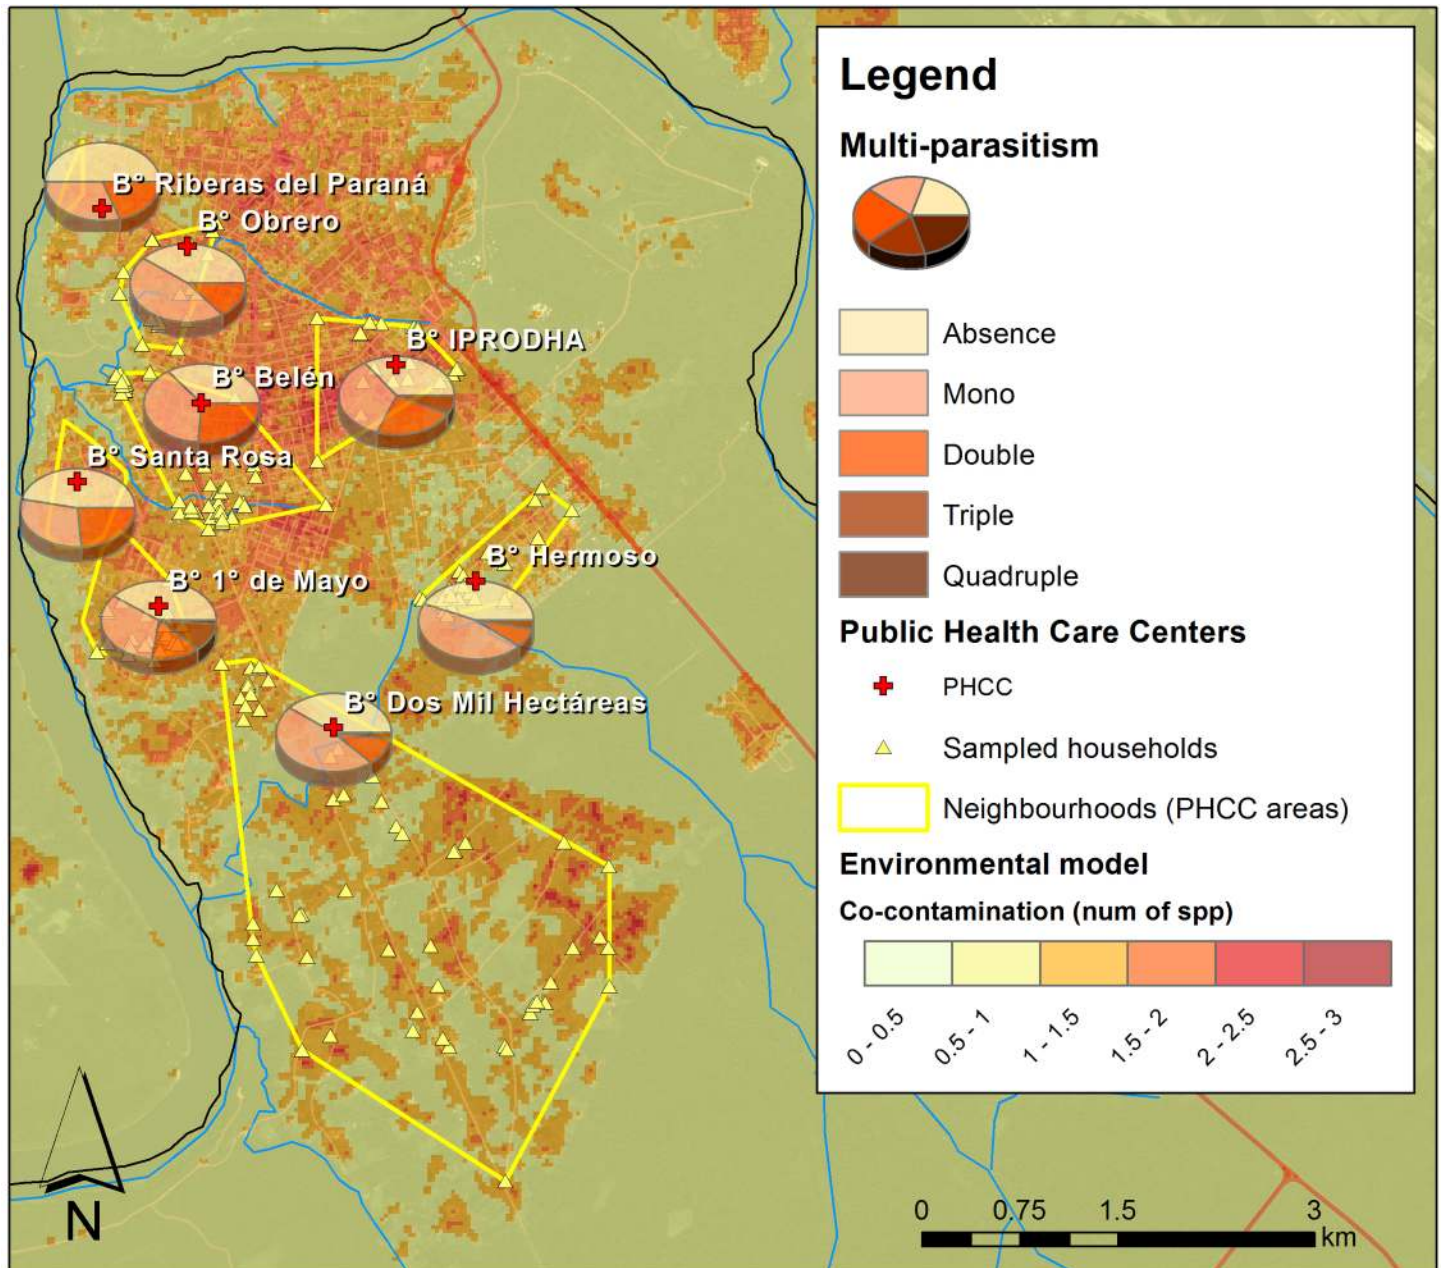 B° Riberas del Paraná
B° Obrero
B° IPRODHA
B° Belén
B° Santa Rosa
B° Hermoso
B° 1° de Mayo
B° Dos Mil Hectáreas
N
Legend
Multi-parasitism
Absence
Mono
Double
Triple
Quadruple
Public Health Care Centers
PHCC
Sampled households
Neighbourhoods (PHCC areas)
Environmental model
Co-contamination (num of spp)
0 - 0.5
0.5 - 1
1 - 1.5
1.5 - 2
2 - 2.5
2.5 - 3
0 0.75 1.5 3
km